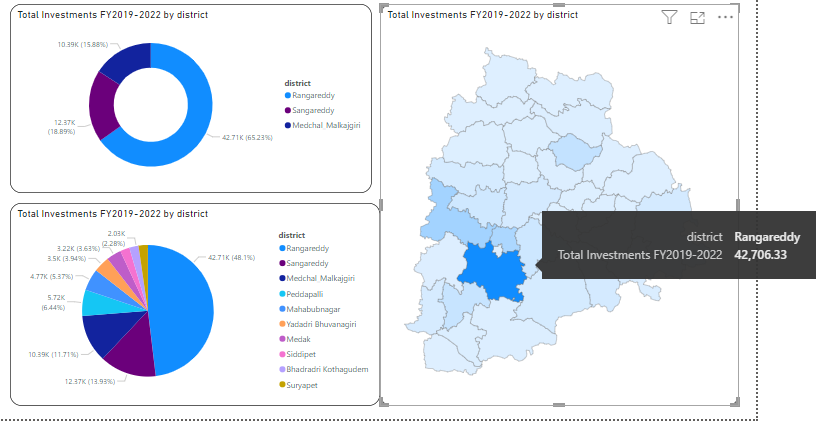 Total Investments FY2019-2022 by district
10.39K (15.88%)
12.37K
(18.89%)
42.71K (65.23%)
district
Rangareddy
Sangareddy
Medchal_Malkajgiri
Total Investments FY2019-2022 by district
2.03K
(2.28%)
3.22K (3.63%)
3.5K (3.94%)
4.77K (5.37%)
5.72K
(6.44%)
10.39K (11.71%)
12.37K (13.93%)
42.71K (48.1%)
district
Rangareddy
Sangareddy
Medchal_Malkajgiri
Peddapalli
Mahabubnagar
Yadadri Bhuvanagiri
Medak
Siddipet
Bhadradri Kothagudem
Suryapet
Total Investments FY2019-2022 by district
district Rangareddy
Total Investments FY2019-2022 42,706.33